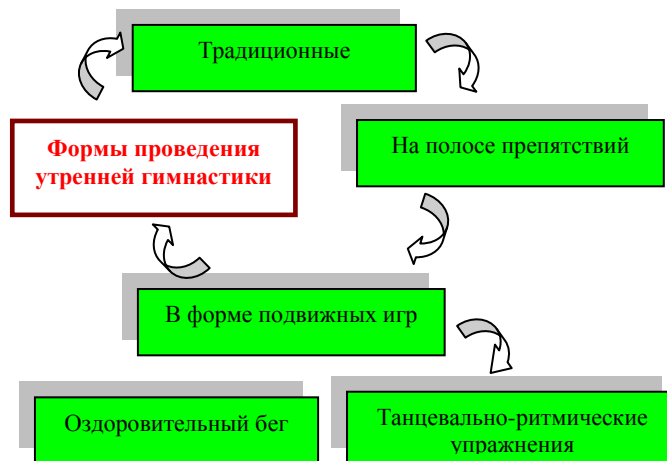 Традиционные
Формы проведения
утренней гимнастики
На полосе препятствий
В форме подвижных игр
Оздоровительный бег
Танцевально-ритмические
упражнения